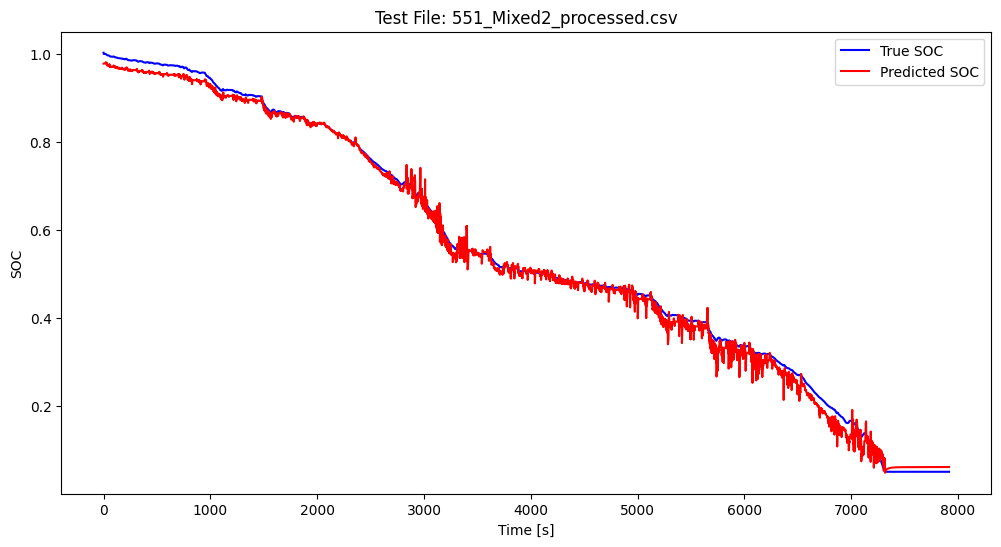 Test File: 551_Mixed2_processed.csv
True SOC
Predicted SOC
1.0
0.8
0.6
0.4
0.2
SOC
0 1000 2000 3000 4000 5000 6000 7000 8000
Time [s]